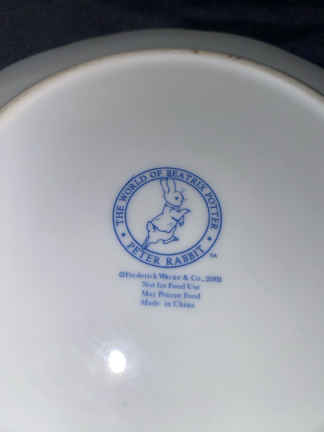 THE WORLD OF BEATRIX POTTER
• PETER RABBIT •
TM
©Frederick Warne & Co., 2002
Not for Food Use
May Poison Food
Made in China